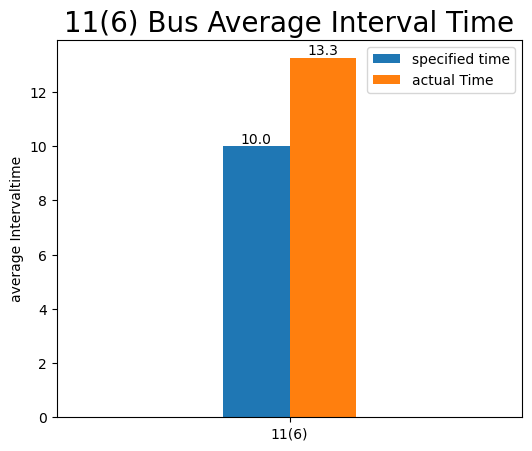 11(6) Bus Average Interval Time
13.3
specified time
actual Time
10.0
average Intervaltime
12
10
8
6
4
2
0
11(6)